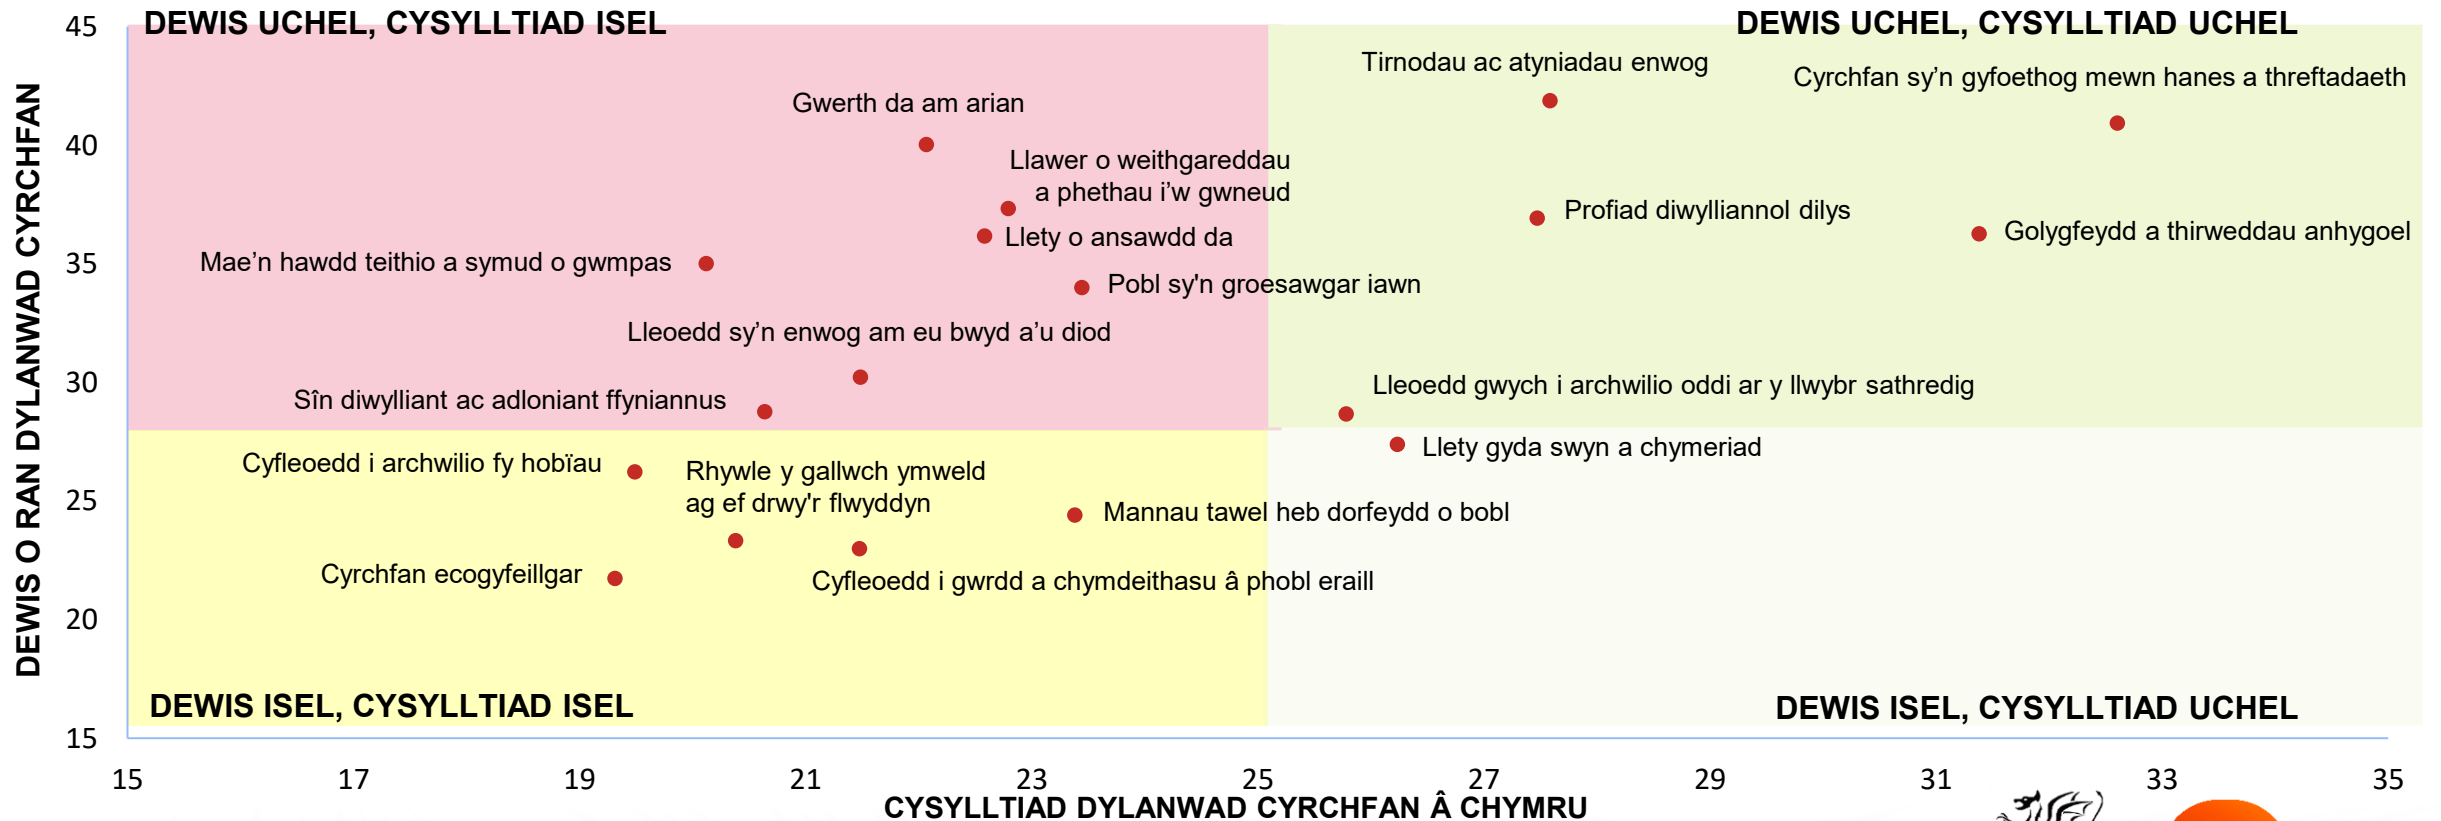 DEWIS UCHEL, CYSYLLTIAD ISEL
DEWIS UCHEL, CYSYLLTIAD UCHEL
DEWIS O RAN DYLANWAD CYRCHFAN
45
40
35
30
25
20
15
Tirnodau ac atyniadau enwog
Cyrchfan sy’n gyfoethog mewn hanes a threftadaeth
Gwerth da am arian
Llawer o weithgareddau
a phethau i’w gwneud
Profiad diwylliannol dilys
Golygfeydd a thirweddau anhygoel
Llety o ansawdd da
Mae’n hawdd teithio a symud o gwmpas
Pobl sy'n groesawgar iawn
Lleoedd sy’n enwog am eu bwyd a’u diod
Lleoedd gwych i archwilio oddi ar y llwybr sathredig
Sîn diwylliant ac adloniant ffyniannus
Llety gyda swyn a chymeriad
Cyfleoedd i archwilio fy hobïau
Rhywle y gallwch ymweld
ag ef drwy'r flwyddyn
Mannau tawel heb dorfeydd o bobl
Cyrchfan ecogyfeillgar
Cyfleoedd i gwrdd a chymdeithasu â phobl eraill
DEWIS ISEL, CYSYLLTIAD ISEL
DEWIS ISEL, CYSYLLTIAD UCHEL
15 17 19 21 23 25 27 29 31 33 35
CYSYLLTIAD DYLANWAD CYRCHFAN Â CHYMRU